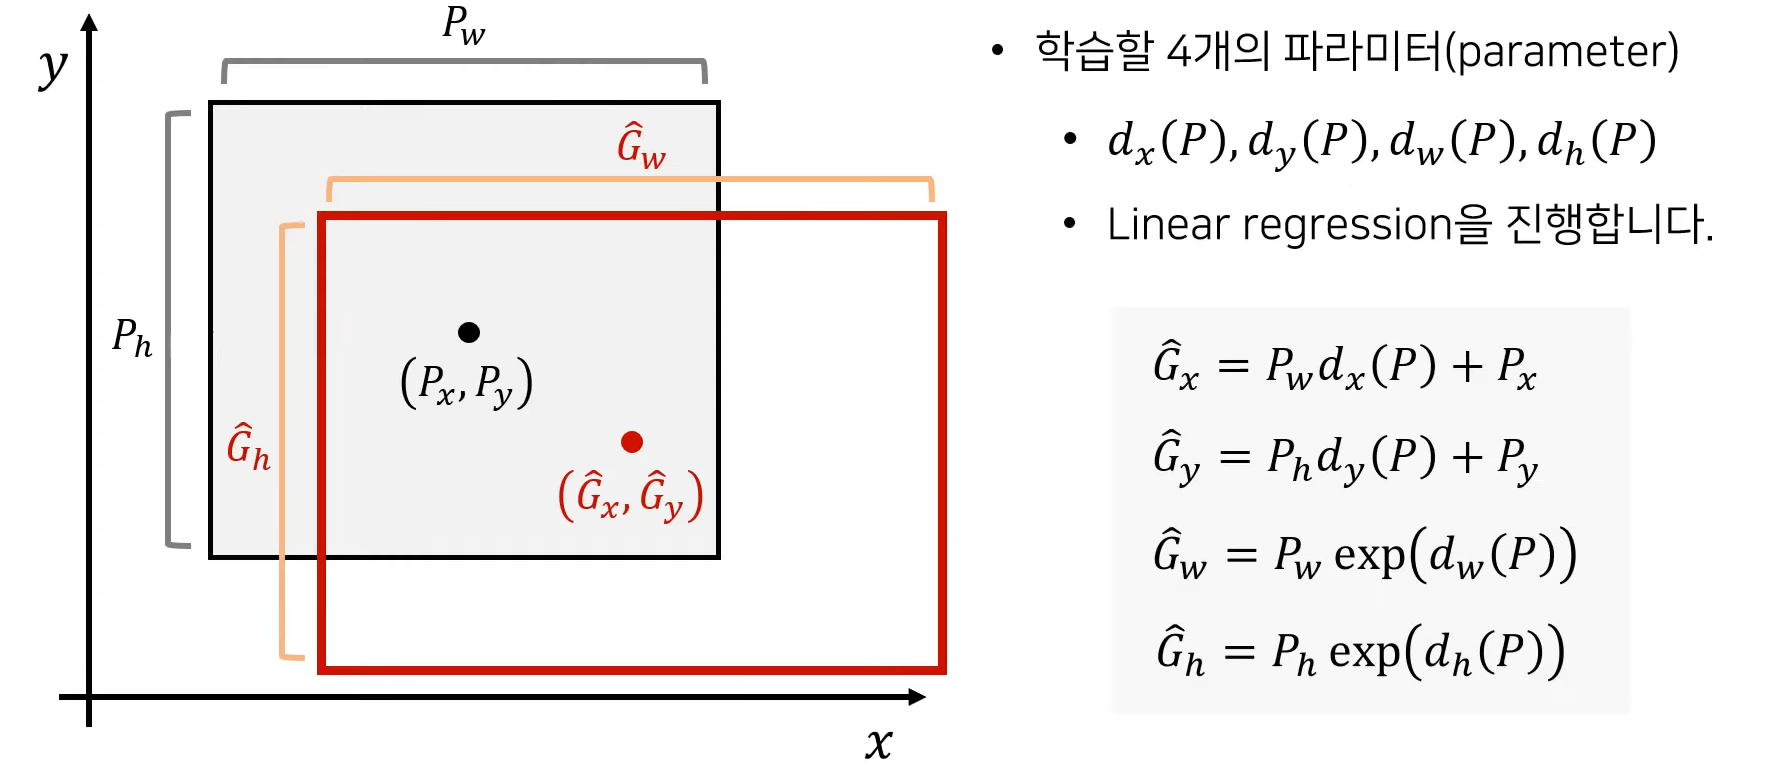 y
P_w
Ĝ_w
P_h
(P_x, P_y)
Ĝ_h
(Ĝ_x, Ĝ_y)
x
• 학습할 4개의 파라미터(parameter)
• d_x(P), d_y(P), d_w(P), d_h(P)
• Linear regression을 진행합니다.
Ĝ_x = P_w d_x(P) + P_x
Ĝ_y = P_h d_y(P) + P_y
Ĝ_w = P_w exp(d_w(P))
Ĝ_h = P_h exp(d_h(P))